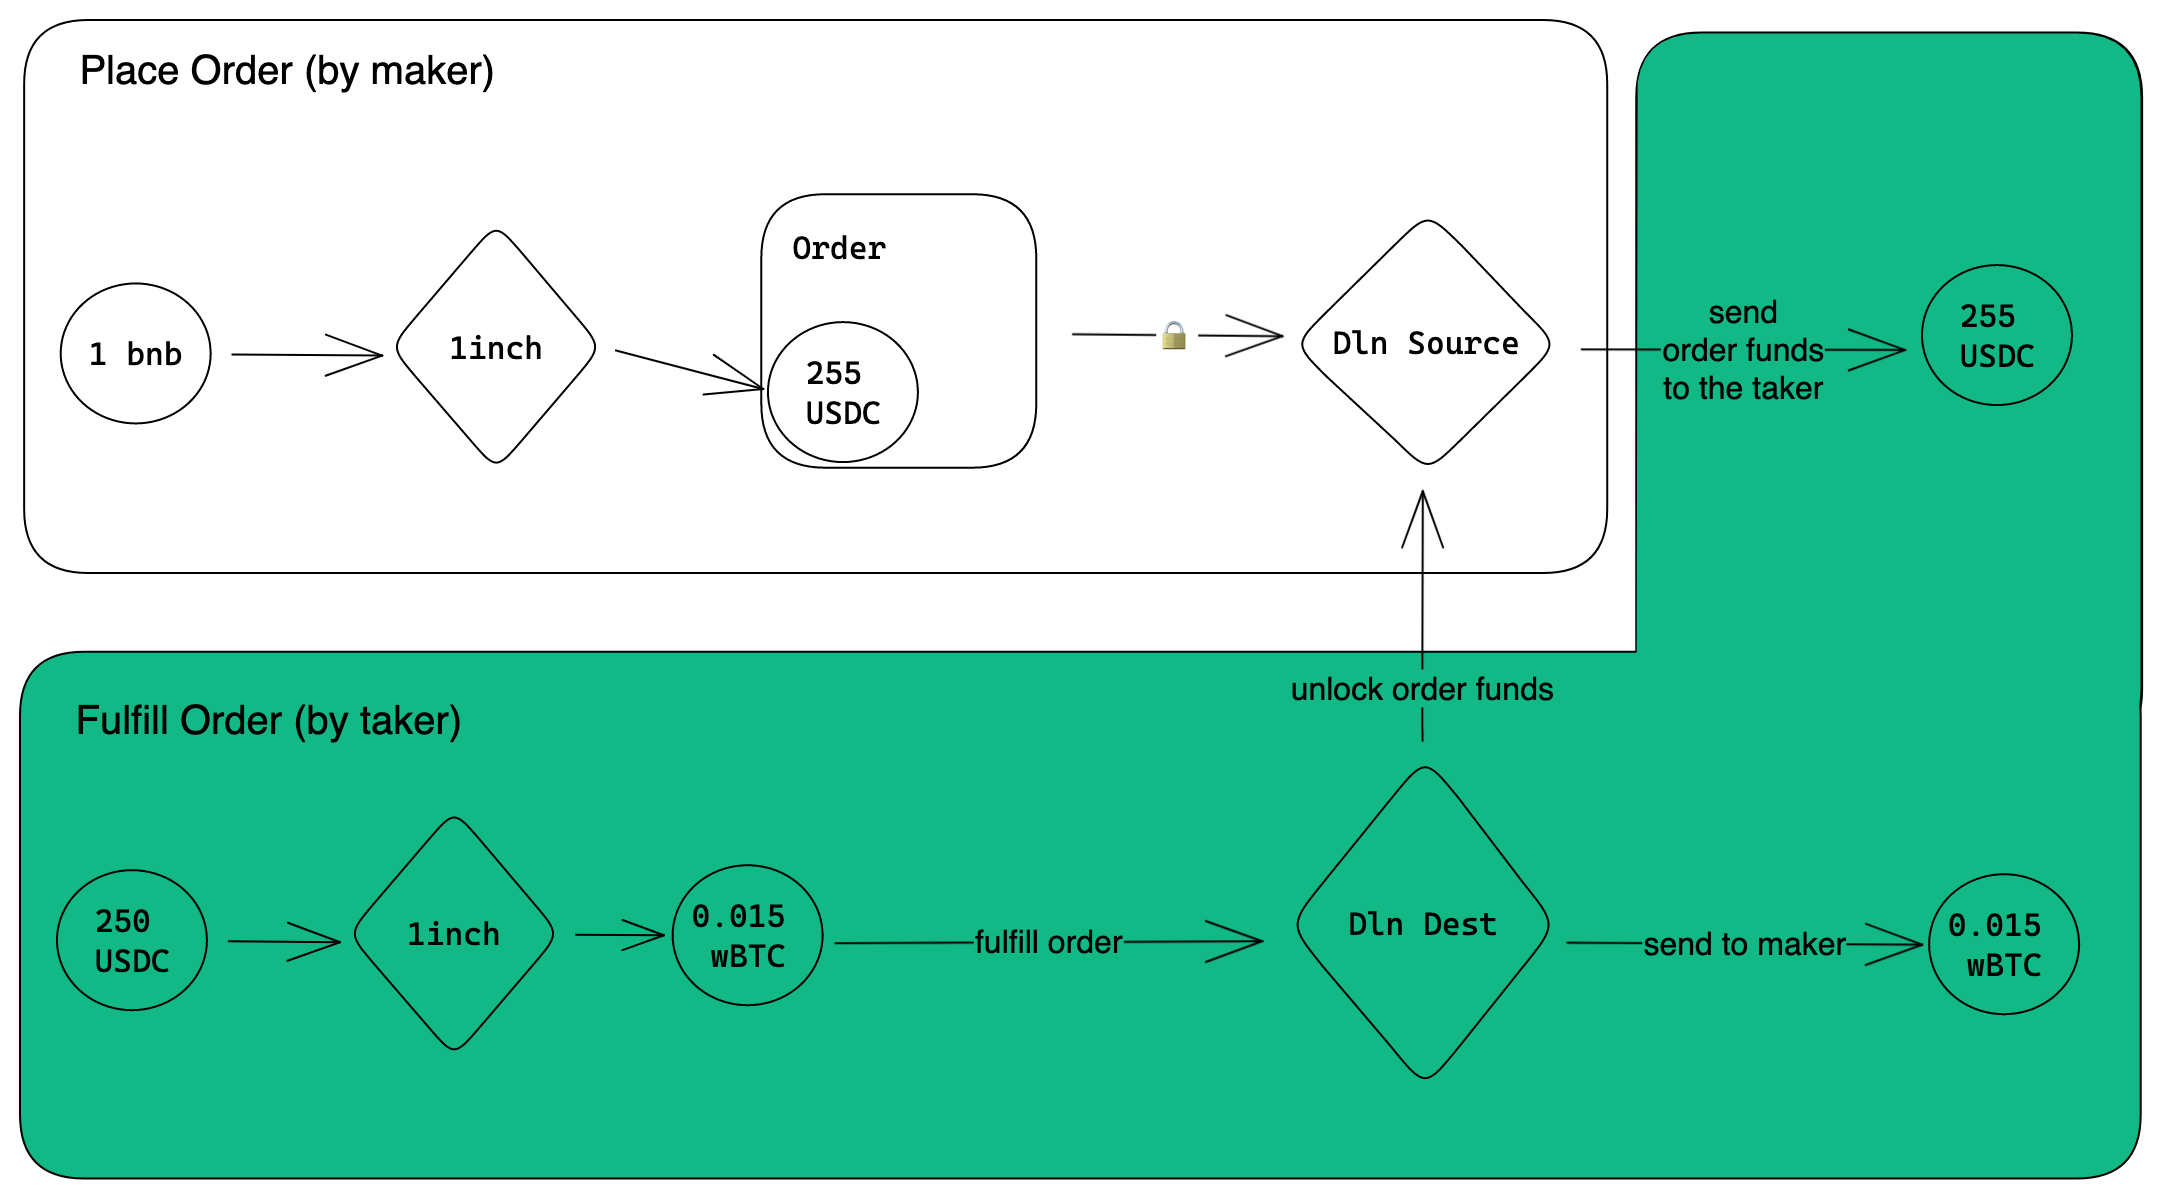 Place Order (by maker)
Order
1 bnb
1inch
255
USDC
Dln Source
send
order funds
to the taker
255
USDC
unlock order funds
Fulfill Order (by taker)
250
USDC
1inch
0.015
wBTC
fulfill order
Dln Dest
send to maker
0.015
wBTC